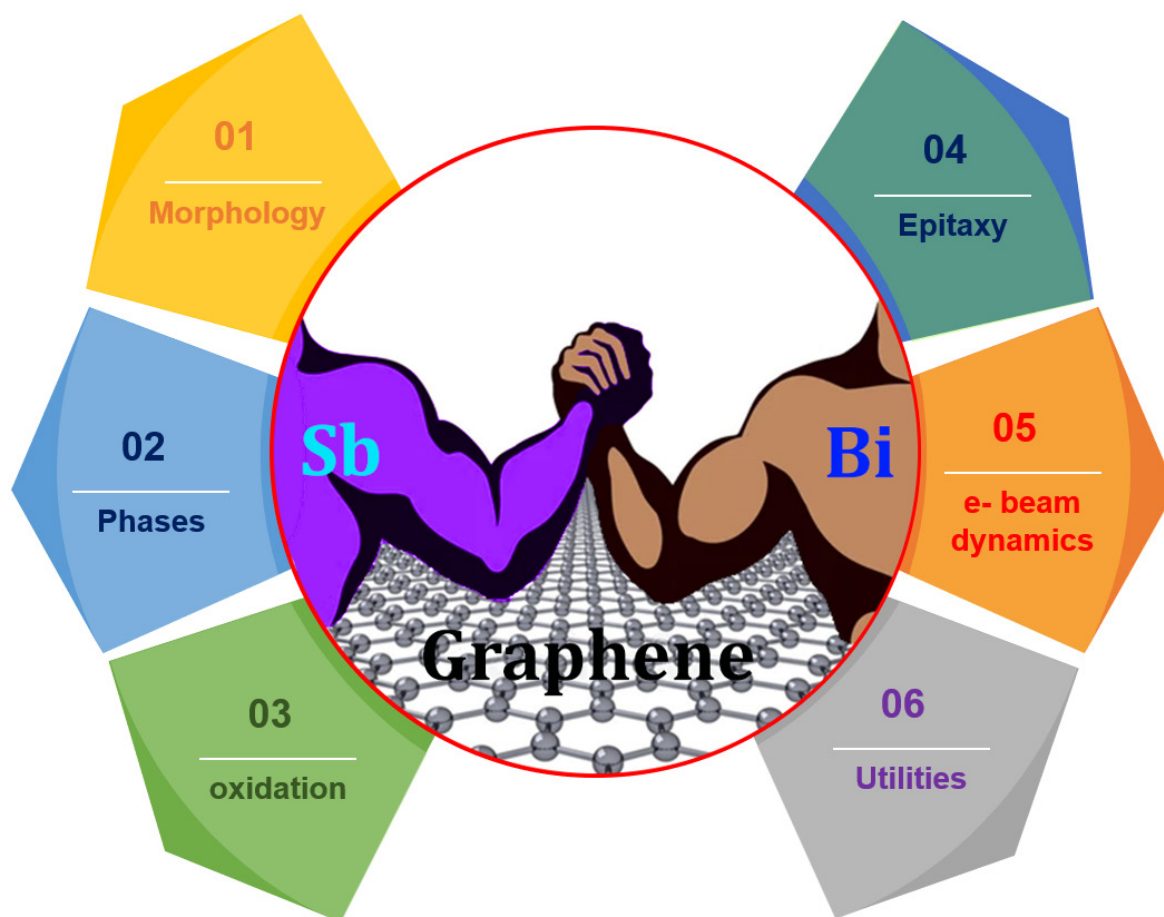 01
Morphology
02
Phases
03
oxidation
Sb
Bi
Graphene
04
Epitaxy
05
e- beam
dynamics
06
Utilities